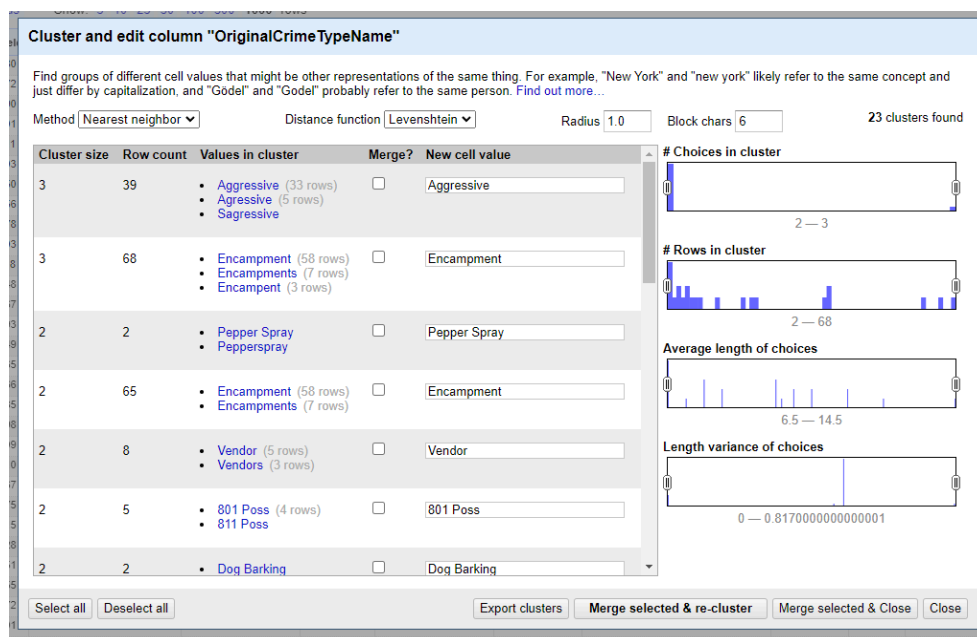 Cluster and edit column "OriginalCrimeTypeName"
Find groups of different cell values that might be other representations of the same thing. For example, "New York" and "new york" likely refer to the same concept and
just differ by capitalization, and "Gödel" and "Godel" probably refer to the same person. Find out more…
Method Nearest neighbor Distance function Levenshtein Radius 1.0 Block chars 6 23 clusters found
Cluster size Row count Values in cluster Merge? New cell value
3 39 • Aggressive (33 rows) Aggressive
• Agressive (5 rows)
• Sagressive
3 68 • Encampment (58 rows) Encampment
• Encampments (7 rows)
• Encampent (3 rows)
2 2 • Pepper Spray Pepper Spray
• Pepperspray
2 65 • Encampment (58 rows) Encampment
• Encampments (7 rows)
2 8 • Vendor (5 rows) Vendor
• Vendors (3 rows)
2 5 • 801 Poss (4 rows) 801 Poss
• 811 Poss
2 2 • Dog Barking Dog Barking
# Choices in cluster
2 — 3
# Rows in cluster
2 — 68
Average length of choices
6.5 — 14.5
Length variance of choices
0 — 0.8170000000000001
Select all Deselect all Export clusters Merge selected & re-cluster Merge selected & Close Close